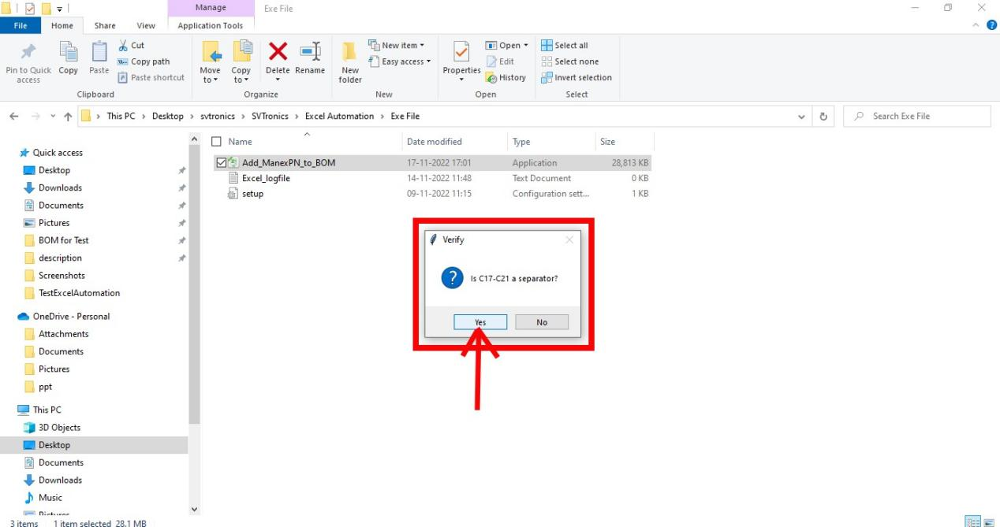 Manage
Exe File
File
Home
Share
View
Application Tools
Pin to Quick access
Copy
Paste
Cut
Copy path
Paste shortcut
Clipboard
Move to
Copy to
Delete
Rename
Organize
New folder
New item
Easy access
New
Properties
Open
Edit
History
Open
Select all
Select none
Invert selection
Select
This PC > Desktop > svtronics > SVTronics > Excel Automation > Exe File
Search Exe File
Name
Date modified
Type
Size
Add_ManexPN_to_BOM 17-11-2022 17:01 Application 28,813 KB
Excel_logfile 14-11-2022 11:48 Text Document 0 KB
setup 09-11-2022 11:15 Configuration sett... 1 KB
Quick access
Desktop
Downloads
Documents
Pictures
BOM for Test
description
Screenshots
TestExcelAutomation
OneDrive - Personal
Attachments
Documents
Pictures
ppt
This PC
3D Objects
Desktop
Documents
Downloads
Music
Pictures
Verify
Is C17-C21 a separator?
Yes
No
3 items
1 item selected 28.1 MB